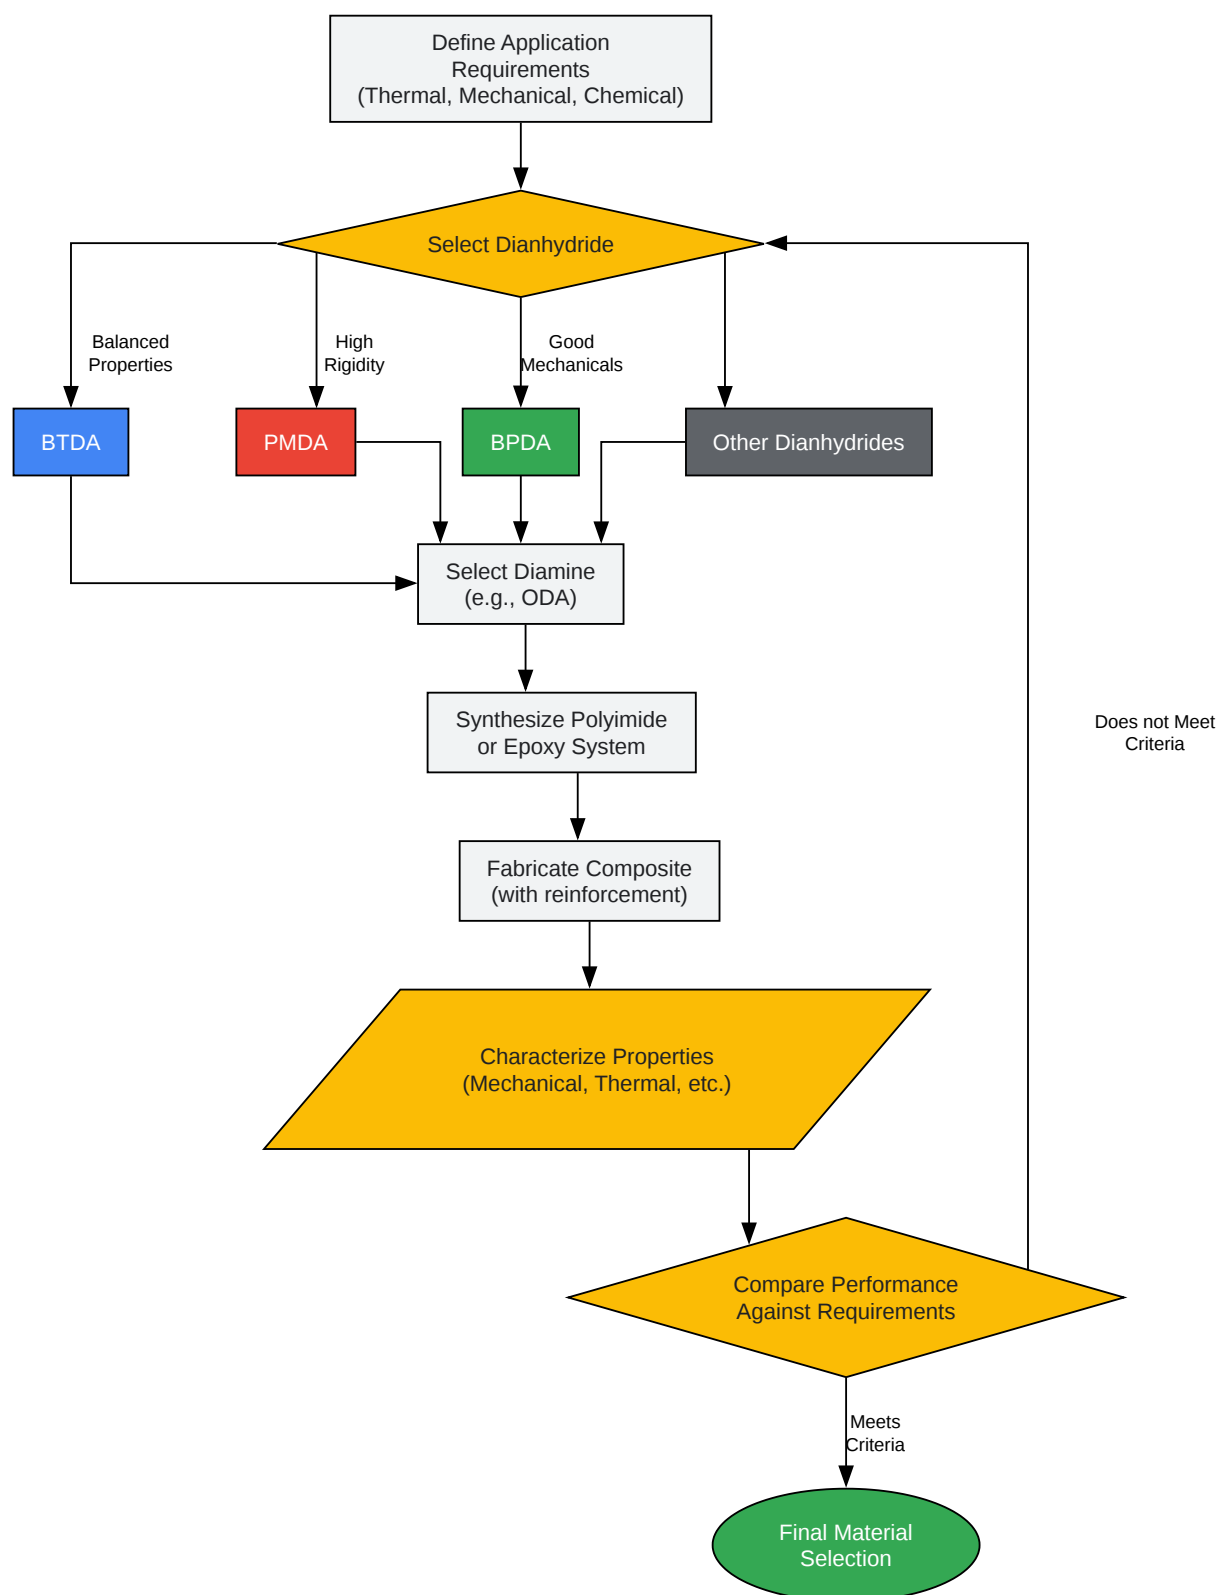 Define Application
Requirements
(Thermal, Mechanical, Chemical)
Select Dianhydride
Balanced
Properties
High
Rigidity
Good
Mechanicals
BTDA
PMDA
BPDA
Other Dianhydrides
Select Diamine
(e.g., ODA)
Synthesize Polyimide
or Epoxy System
Does not Meet
Criteria
Fabricate Composite
(with reinforcement)
Characterize Properties
(Mechanical, Thermal, etc.)
Compare Performance
Against Requirements
Meets
Criteria
Final Material
Selection